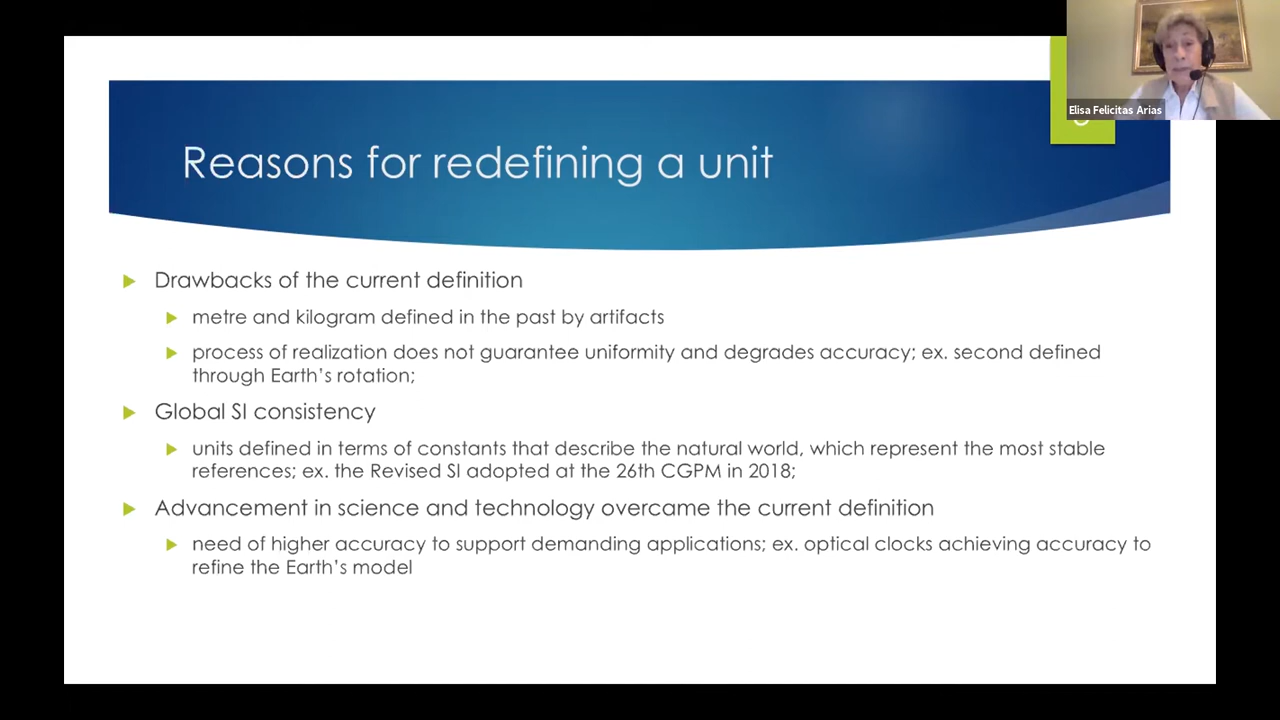 Elisa Felicitas Arias
Reasons for redefining a unit
Drawbacks of the current definition
metre and kilogram defined in the past by artifacts
process of realization does not guarantee uniformity and degrades accuracy; ex. second defined
through Earth's rotation;
Global SI consistency
units defined in terms of constants that describe the natural world, which represent the most stable
references; ex. the Revised SI adopted at the 26th CGPM in 2018;
Advancement in science and technology overcame the current definition
need of higher accuracy to support demanding applications; ex. optical clocks achieving accuracy to
refine the Earth's model